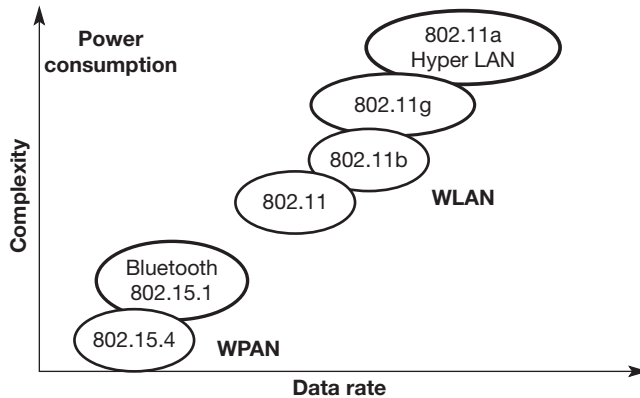 Power
consumption
802.11a
Hyper LAN
802.11g
802.11b
802.11
WLAN
Bluetooth
802.15.1
802.15.4
WPAN
Complexity
Data rate